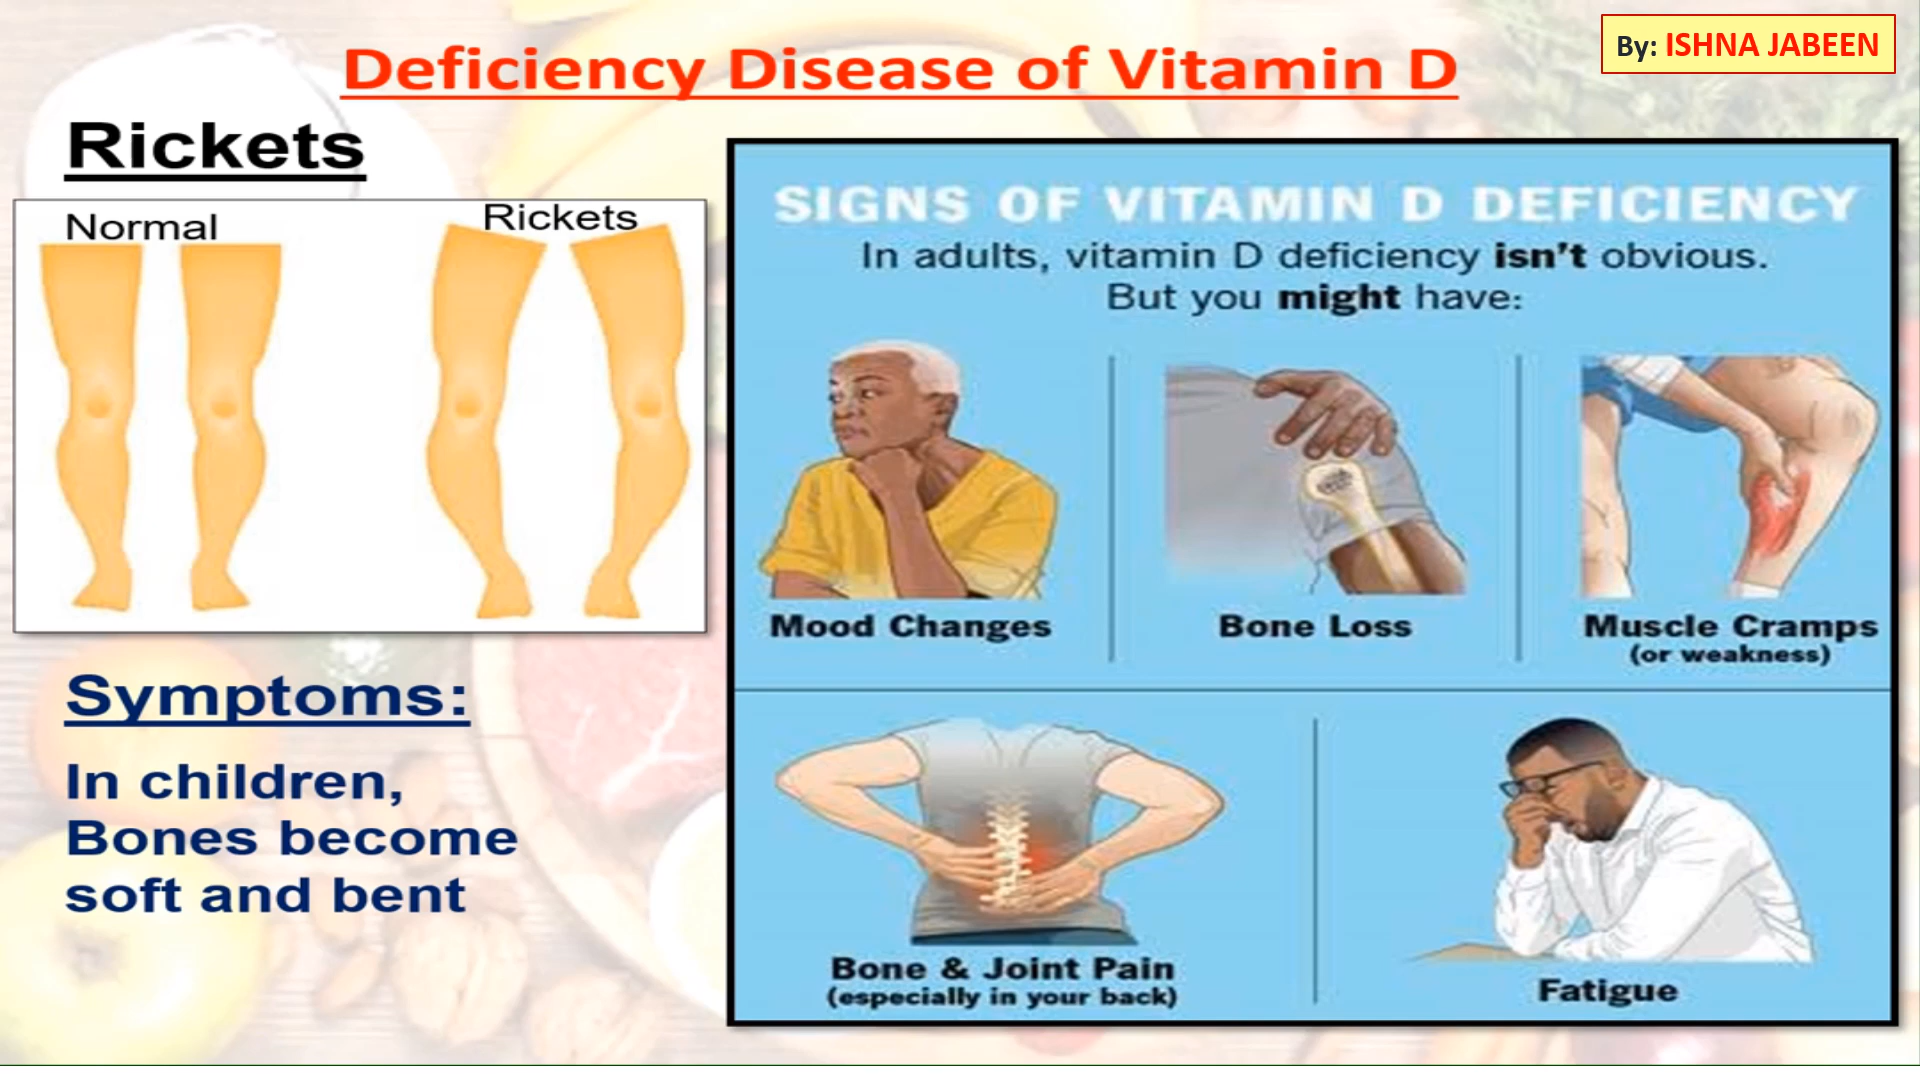 Deficiency Disease of Vitamin D
By: ISHNA JABEEN
Rickets
Normal
Rickets
Symptoms:
In children,
Bones become
soft and bent
SIGNS OF VITAMIN D DEFICIENCY
In adults, vitamin D deficiency isn't obvious.
But you might have:
Mood Changes
Bone Loss
Muscle Cramps
(or weakness)
Bone & Joint Pain
(especially in your back)
Fatigue